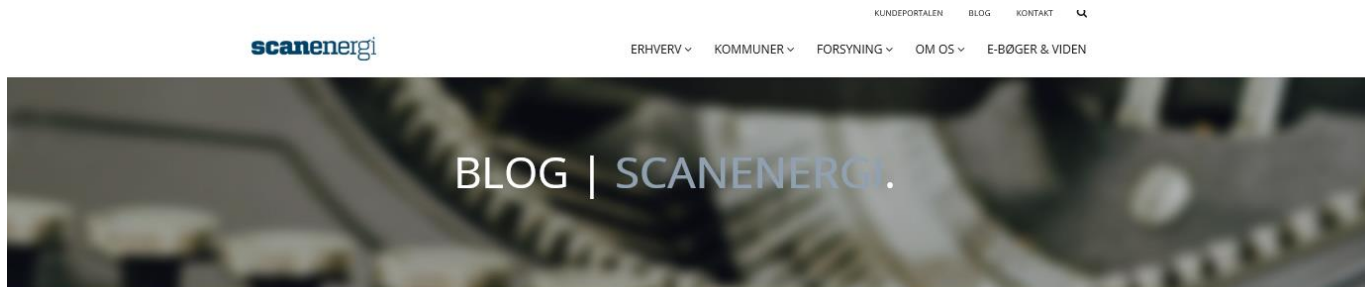 KUNDEPORTALEN BLOG KONTAKT
scanenergi
ERHVERV KOMMUNER FORSYNING OM OS E-BØGER & VIDEN
BLOG | SCANENERGI.